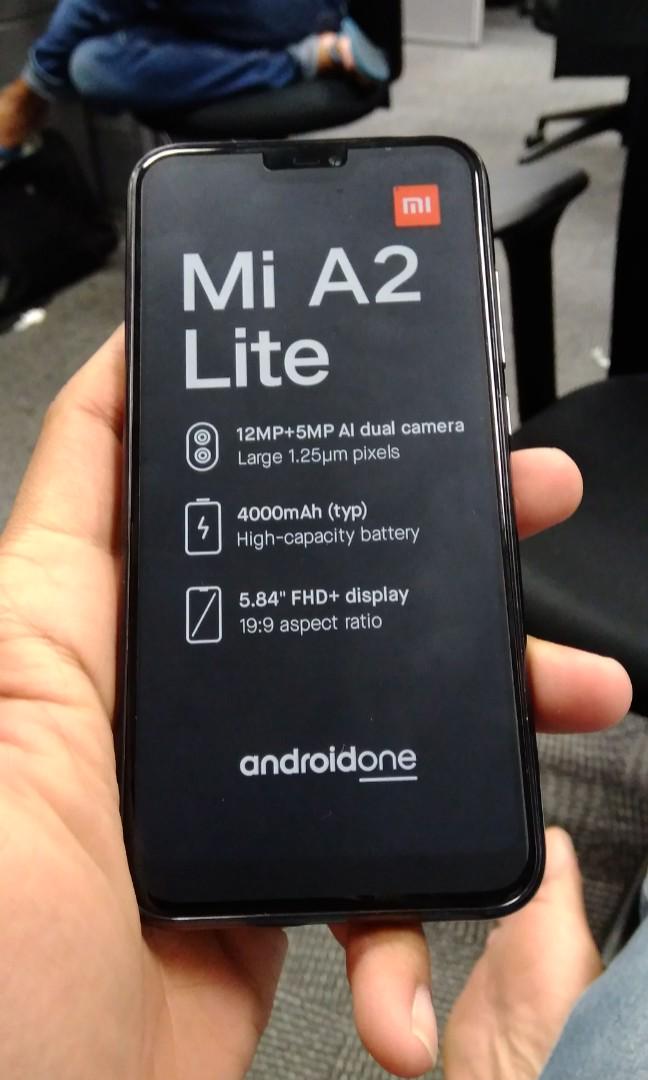 mi
Mi A2
Lite
12MP+5MP AI dual camera
Large 1.25µm pixels
4000mAh (typ)
High-capacity battery
5.84" FHD+ display
19:9 aspect ratio
androidone